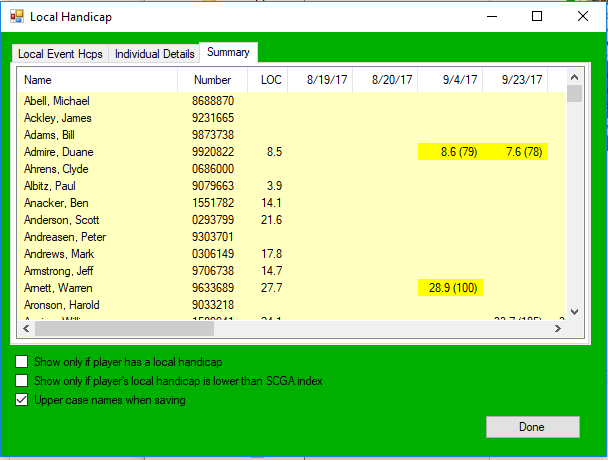 Local Handicap
Local Event Hcps Individual Details Summary
Name Number LOC 8/19/17 8/20/17 9/4/17 9/23/17
Abell, Michael 8688870
Ackley, James 9231665
Adams, Bill 9873738
Admire, Duane 9920822 8.5 8.6 (79) 7.6 (78)
Ahrens, Clyde 0686000
Albitz, Paul 9079663 3.9
Anacker, Ben 1551782 14.1
Anderson, Scott 0293799 21.6
Andreasen, Peter 9303701
Andrews, Mark 0306149 17.8
Armstrong, Jeff 9706738 14.7
Arnett, Warren 9633689 27.7 28.9 (100)
Aronson, Harold 9033218
Show only if player has a local handicap
Show only if player's local handicap is lower than SCGA index
Upper case names when saving
Done